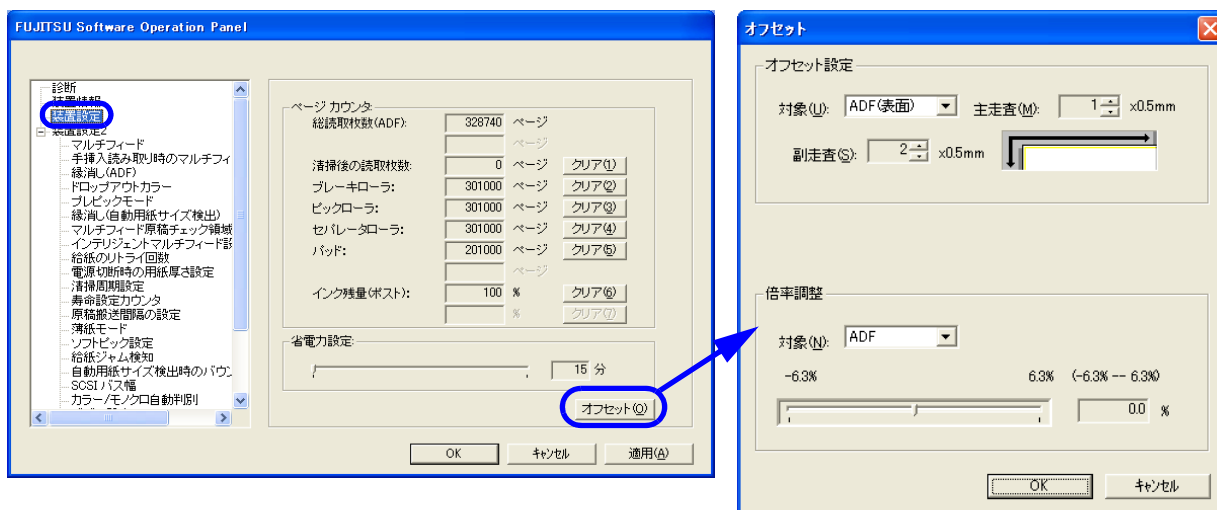 FUJITSU Software Operation Panel
診断
装置情報
装置設定
装置設定2
マルチフィード
手挿入読み取り時のマルチフィ
縁消し(ADF)
ドロップアウトカラー
プレピックモード
縁消し(自動用紙サイズ検出)
マルチフィード原稿チェック領域
インテリジェントマルチフィード設
給紙のリトライ回数
電源切断時の用紙厚さ設定
清掃周期設定
寿命設定カウンタ
原稿搬送間隔の設定
薄紙モード
ソフトピック設定
給紙ジャム検知
自動用紙サイズ検出時のパウン
SCSI バス幅
カラー/モノクロ自動判別
ページ カウンタ
総読取枚数(ADF): 328740 ページ
ページ
清掃後の読取枚数: 0 ページ クリア(1)
ブレーキローラ: 301000 ページ クリア(2)
ピックローラ: 301000 ページ クリア(3)
セパレータローラ: 301000 ページ クリア(4)
パッド: 201000 ページ クリア(5)
ページ
インク残量(ポスト): 100 % クリア(6)
% クリア(7)
省電力設定:
15 分
オフセット(O)
OK キャンセル 適用(A)
オフセット
オフセット設定
対象(U): ADF(表面) 主走査(M): 1 x0.5mm
副走査(S): 2 x0.5mm
倍率調整
対象(N): ADF
-6.3% 6.3% (-6.3% -- 6.3%)
0.0 %
OK キャンセル